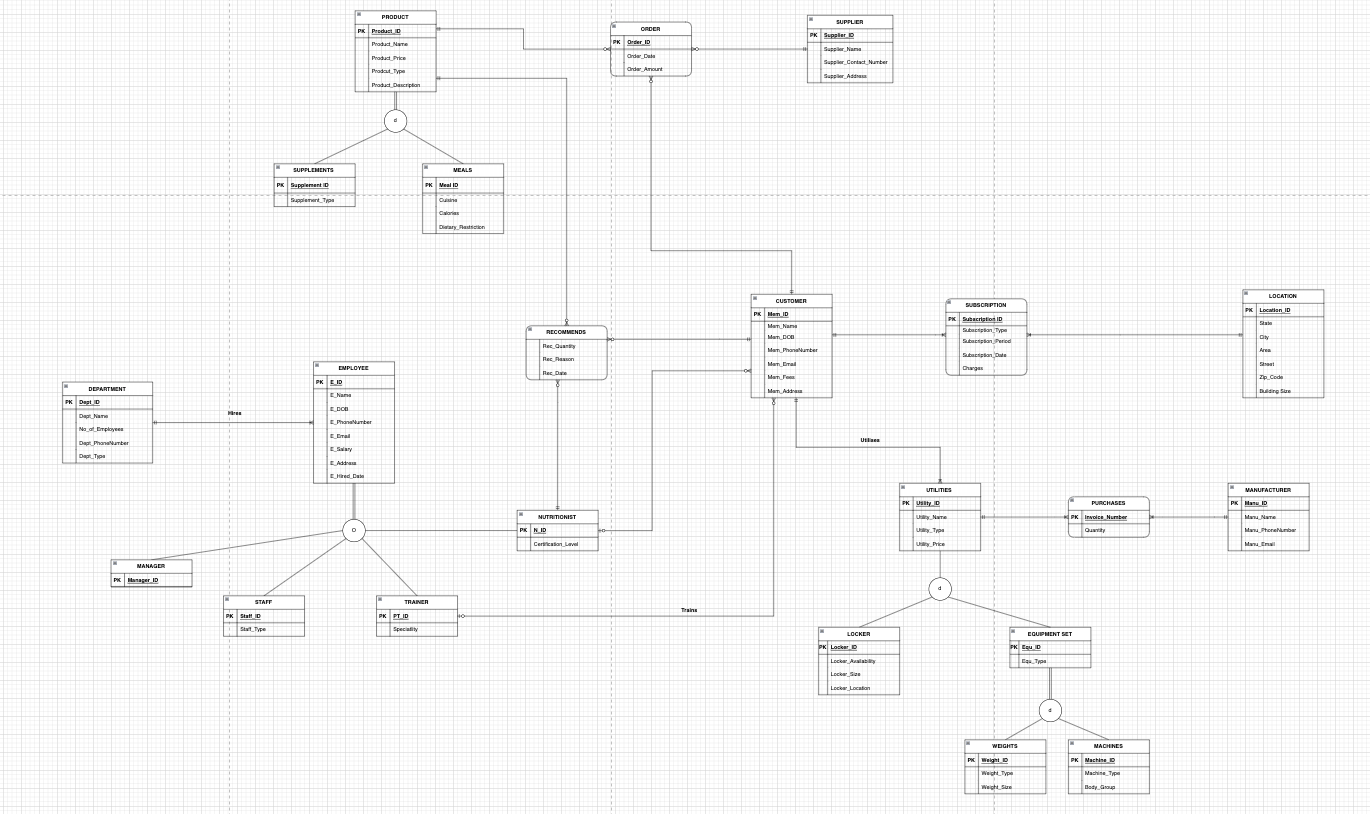 PRODUCT
PK Product_ID
Product_Name
Product_Price
Prodcut_Type
Product_Description
d
SUPPLEMENTS
PK Supplement ID
Supplement_Type
MEALS
PK Meal ID
Cuisine
Calories
Dietary_Restriction
ORDER
PK Order_ID
Order_Date
Order_Amount
SUPPLIER
PK Supplier_ID
Supplier_Name
Supplier_Contact_Number
Supplier_Address
CUSTOMER
PK Mem_ID
Mem_Name
Mem_DOB
Mem_PhoneNumber
Mem_Email
Mem_Fees
Mem_Address
SUBSCRIPTION
PK Subscription ID
Subscription_Type
Subscription_Period
Subscription_Date
Charges
LOCATION
PK Location_ID
State
City
Area
Street
Zip_Code
Building Size
RECOMMENDS
Rec_Quantity
Rec_Reason
Rec_Date
DEPARTMENT
PK Dept_ID
Dept_Name
No_of_Employees
Dept_PhoneNumber
Dept_Type
Hires
EMPLOYEE
PK E_ID
E_Name
E_DOB
E_PhoneNumber
E_Email
E_Salary
E_Address
E_Hired_Date
O
MANAGER
PK Manager_ID
STAFF
PK Staff_ID
Staff_Type
TRAINER
PK PT_ID
Speciality
NUTRITIONIST
PK N_ID
Certification_Level
Trains
Utilises
UTILITIES
PK Utility_ID
Utility_Name
Utility_Type
Utility_Price
PURCHASES
PK Invoice_Number
Quantity
MANUFACTURER
PK Manu_ID
Manu_Name
Manu_PhoneNumber
Manu_Email
d
LOCKER
PK Locker_ID
Locker_Availability
Locker_Size
Locker_Location
EQUIPMENT SET
PK Equ_ID
Equ_Type
d
WEIGHTS
PK Weight_ID
Weight_Type
Weight_Size
MACHINES
PK Machine_ID
Machine_Type
Body_Group